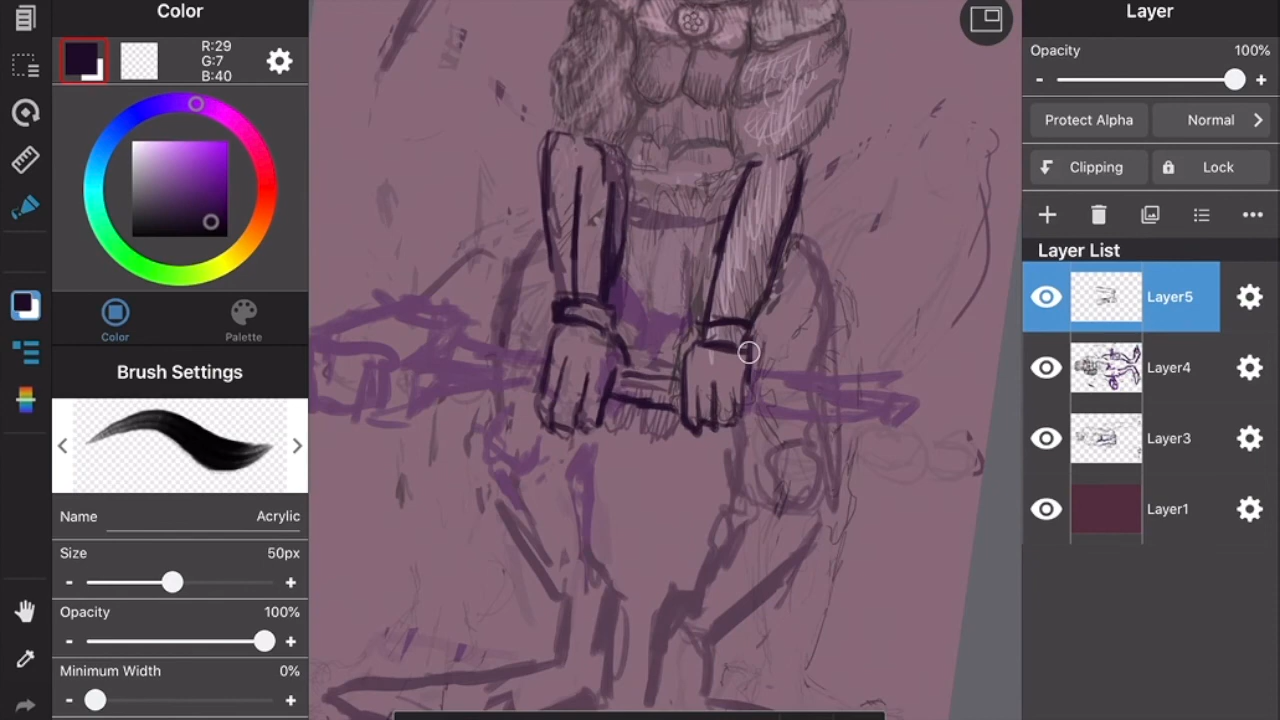 Color
R:29
G:7
B:40
Color
Palette
Brush Settings
Name Acrylic
Size 50px
- +
Opacity 100%
- +
Minimum Width 0%
- +
Layer
Opacity 100%
- +
Protect Alpha Normal
Clipping Lock
Layer List
Layer5
Layer4
Layer3
Layer1